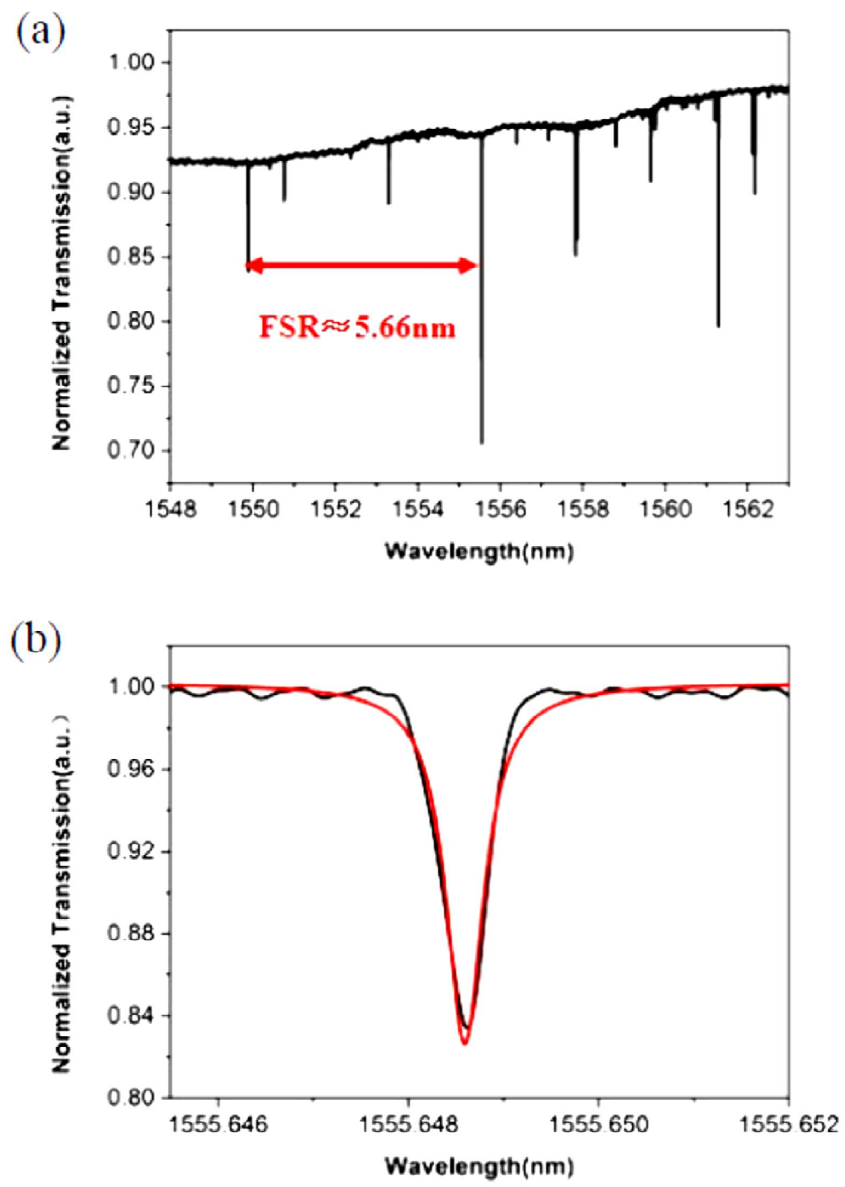 (a)
Normalized Transmission(a.u.)
1.00
0.95
0.90
0.85
0.80
0.75
0.70
FSR≈5.66nm
1548 1550 1552 1554 1556 1558 1560 1562
Wavelength(nm)
(b)
Normalized Transmission(a.u.)
1.00
0.96
0.92
0.88
0.84
0.80
1555.646 1555.648 1555.650 1555.652
Wavelength(nm)